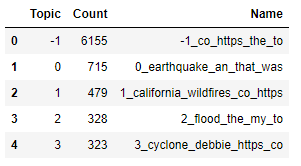 Topic Count Name
0 -1 6155 -1_co_https_the_to
1 0 715 0_earthquake_an_that_was
2 1 479 1_california_wildfires_co_https
3 2 328 2_flood_the_my_to
4 3 323 3_cyclone_debbie_https_co